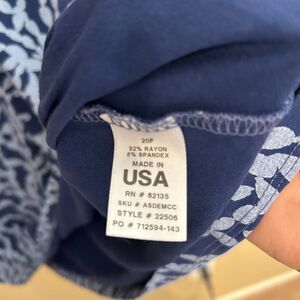 20P
92% RAYON
8% SPANDEX
MADE IN
USA
RN # 82135
SKU # ASDEMCC
STYLE # 22506
PO # 712594-143